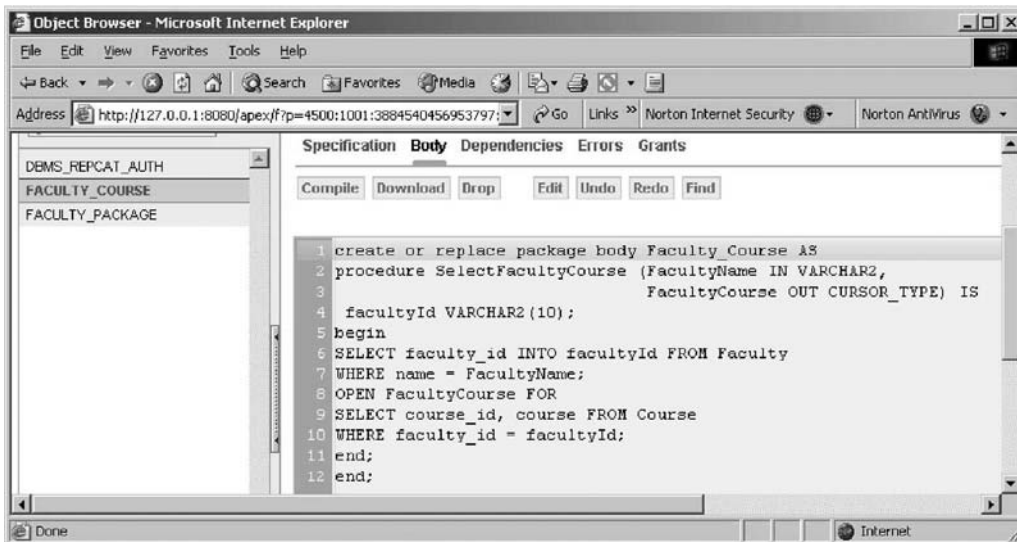 Object Browser - Microsoft Internet Explorer
File Edit View Favorites Tools Help
Back Search Favorites Media
Address http://127.0.0.1:8080/apex/f?p=4500:1001:3884540456953797: Go Links » Norton Internet Security Norton AntiVirus
Specification Body Dependencies Errors Grants
DBMS_REPCAT_AUTH
FACULTY_COURSE
FACULTY_PACKAGE
Compile Download Drop Edit Undo Redo Find
1 create or replace package body Faculty_Course AS
2 procedure SelectFacultyCourse (FacultyName IN VARCHAR2,
3 FacultyCourse OUT CURSOR_TYPE) IS
4 facultyId VARCHAR2(10);
5 begin
6 SELECT faculty_id INTO facultyId FROM Faculty
7 WHERE name = FacultyName;
8 OPEN FacultyCourse FOR
9 SELECT course_id, course FROM Course
10 WHERE faculty_id = facultyId;
11 end;
12 end;
Done Internet